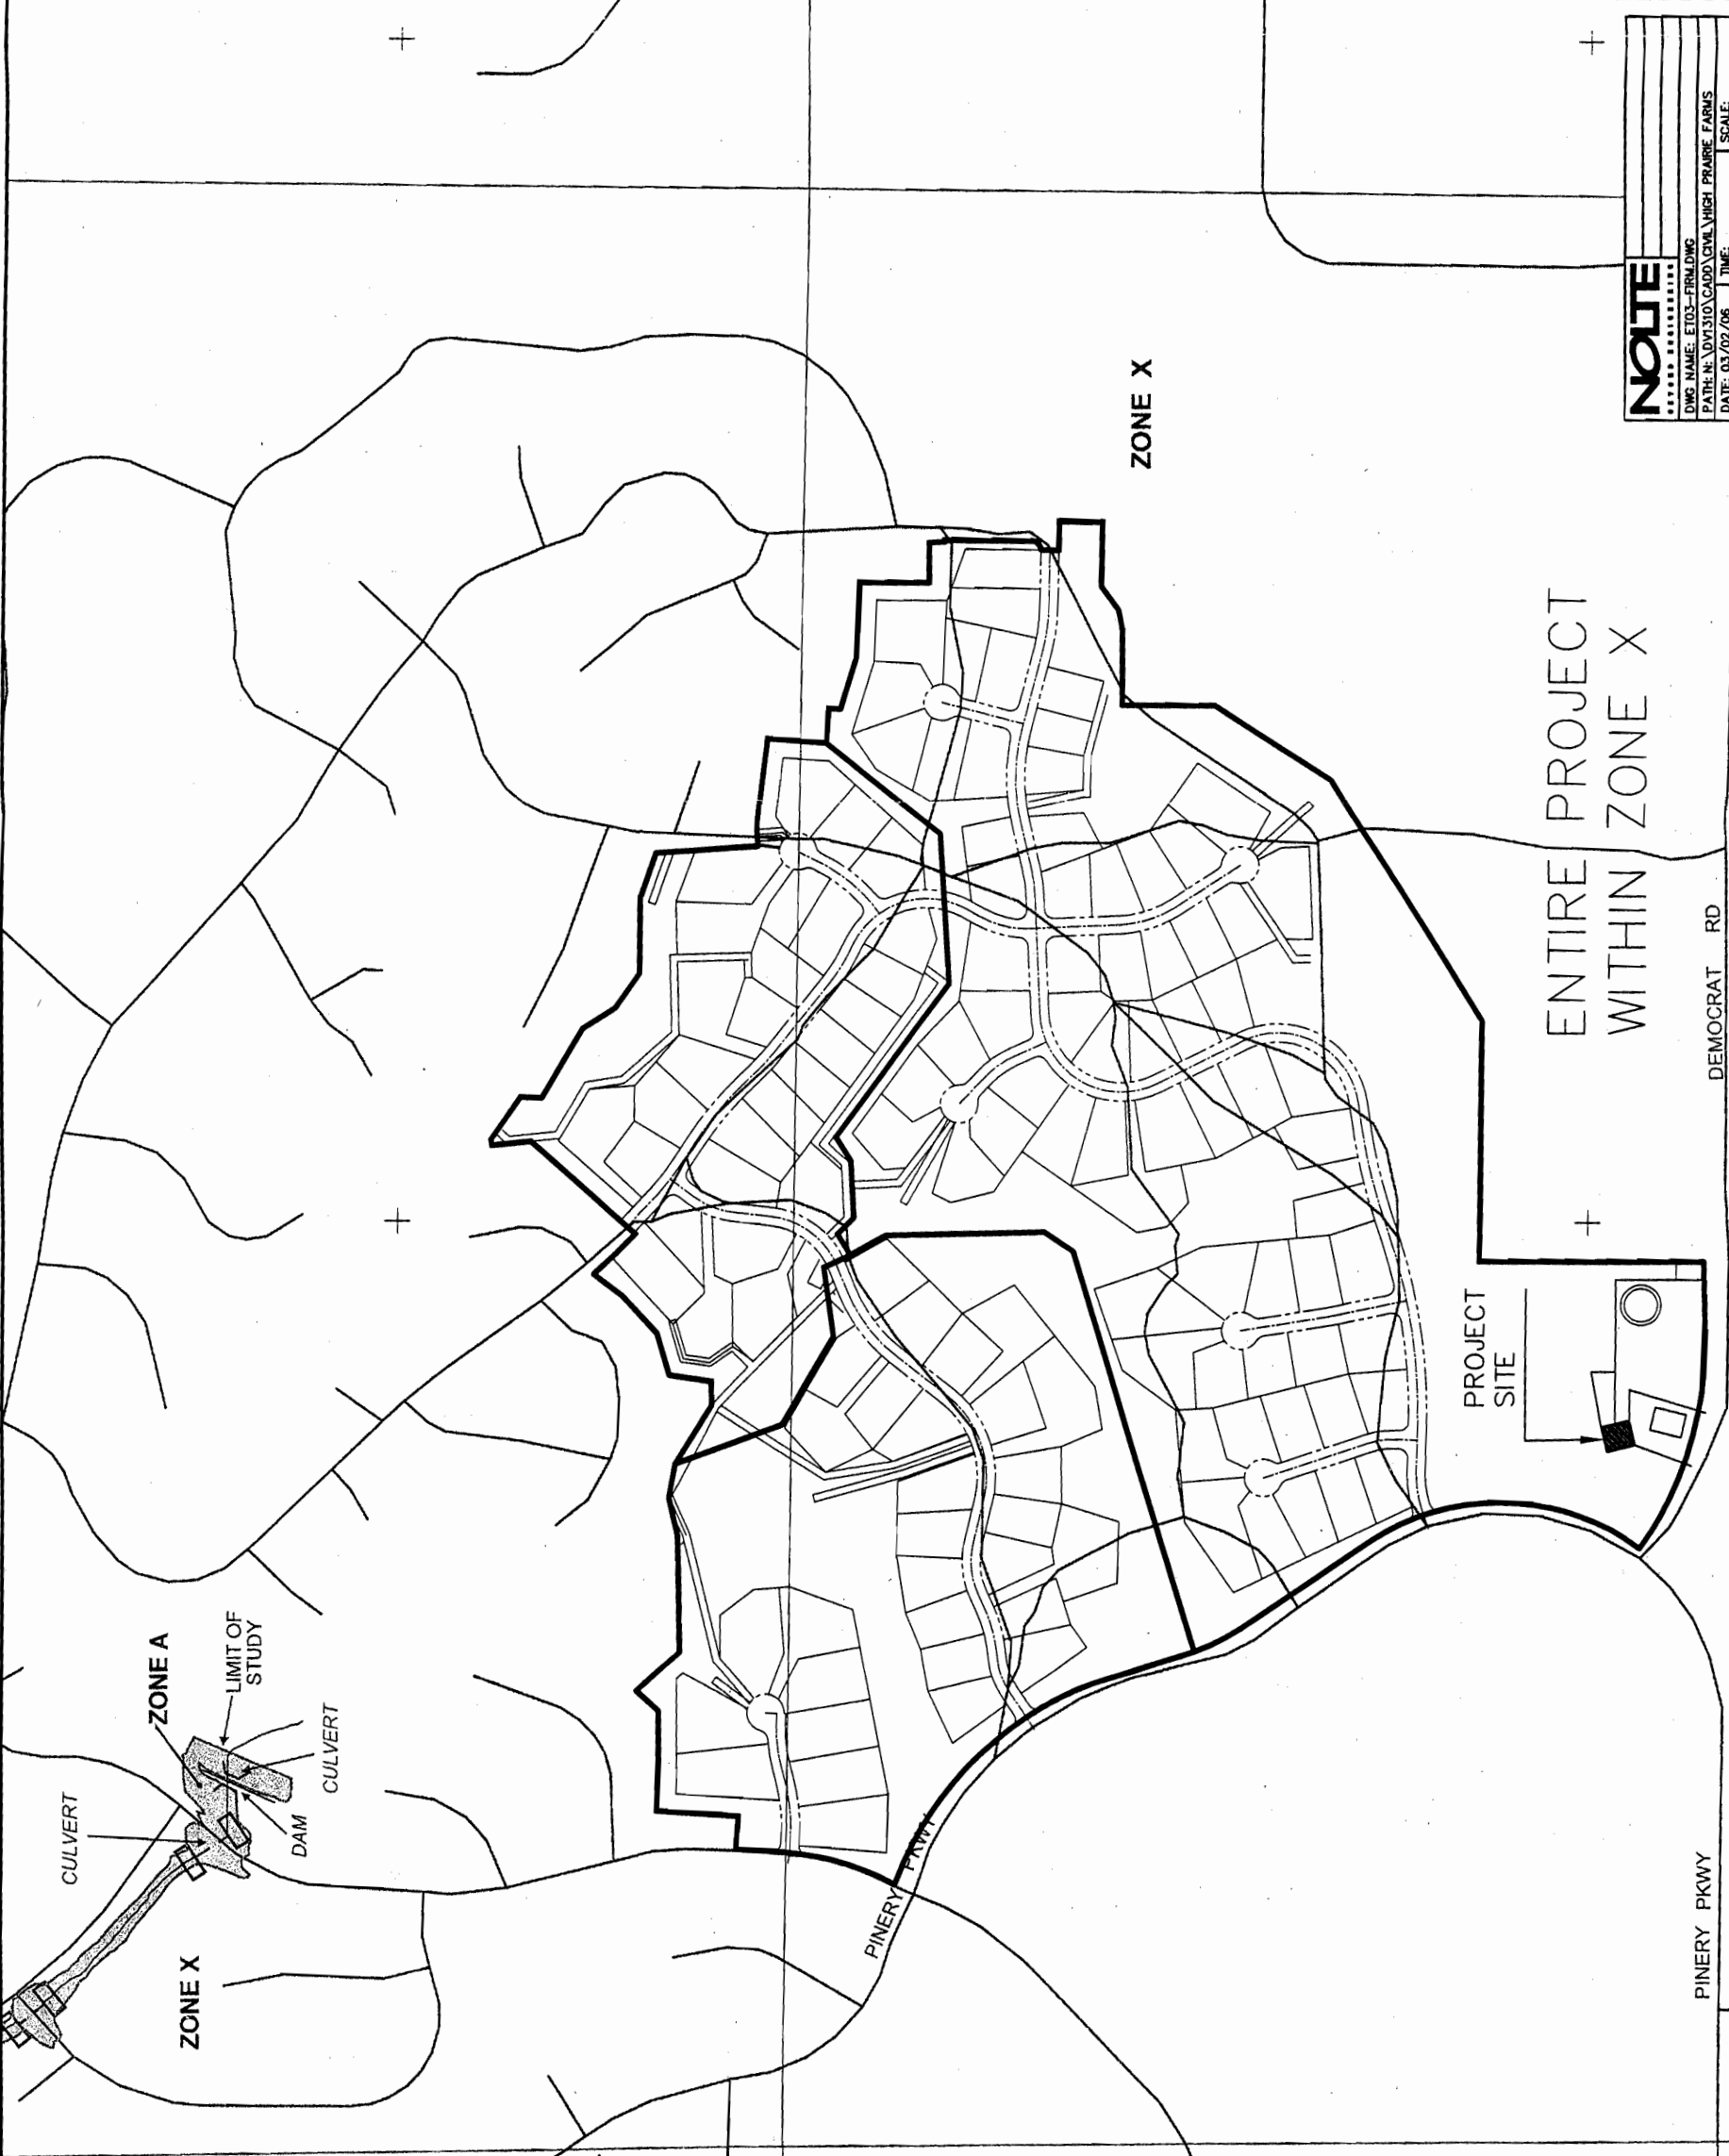 CULVERT
ZONE A
LIMIT OF
STUDY
CULVERT
DAM
ZONE X
PINERY PKWY
PINERY PKWY
PROJECT
SITE
DEMOCRAT RD
ENTIRE PROJECT
WITHIN ZONE X
ZONE X
NOLTE
BEYOND ENGINEERING
DWG NAME: ET03-FIRM.DWG
PATH: N:\DV1310\CADD\CIVIL\HIGH PRAIRIE FARMS
DATE: 03/02/06 TIME: SCALE: